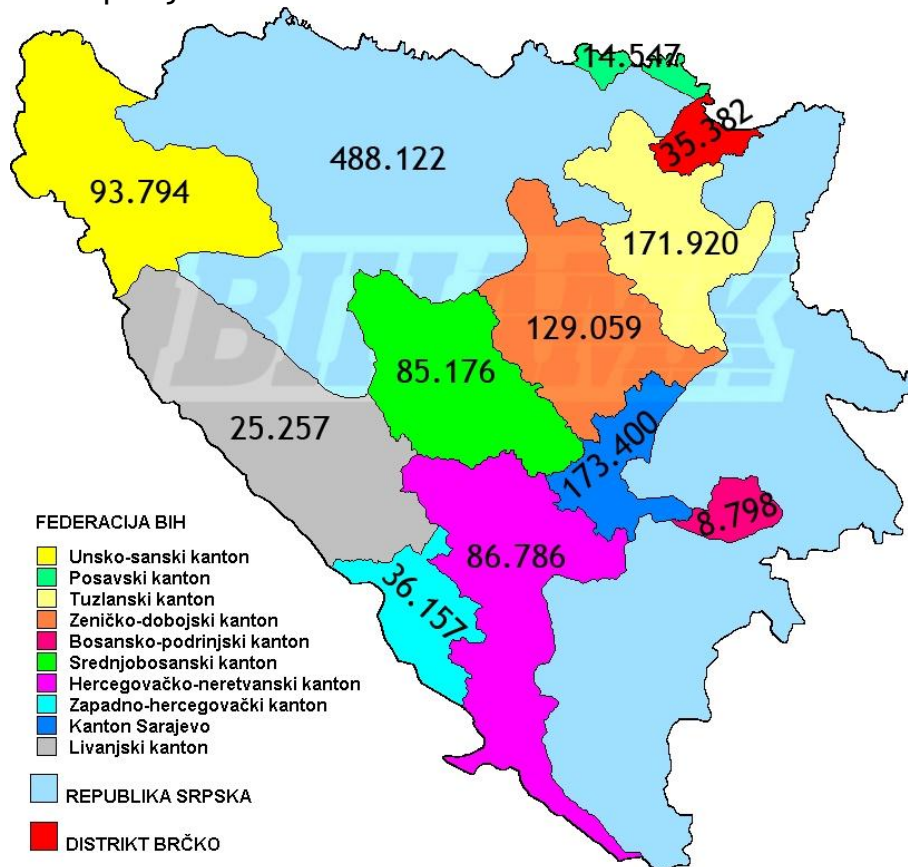 14.547
35.382
488.122
93.794
171.920
129.059
85.176
25.257
173.400
8.798
86.786
36.157
BIHAMK
FEDERACIJA BIH
Unsko-sanski kanton
Posavski kanton
Tuzlanski kanton
Zeničko-dobojski kanton
Bosansko-podrinjski kanton
Srednjobosanski kanton
Hercegovačko-neretvanski kanton
Zapadno-hercegovački kanton
Kanton Sarajevo
Livanjski kanton
REPUBLIKA SRPSKA
DISTRIKT BRČKO